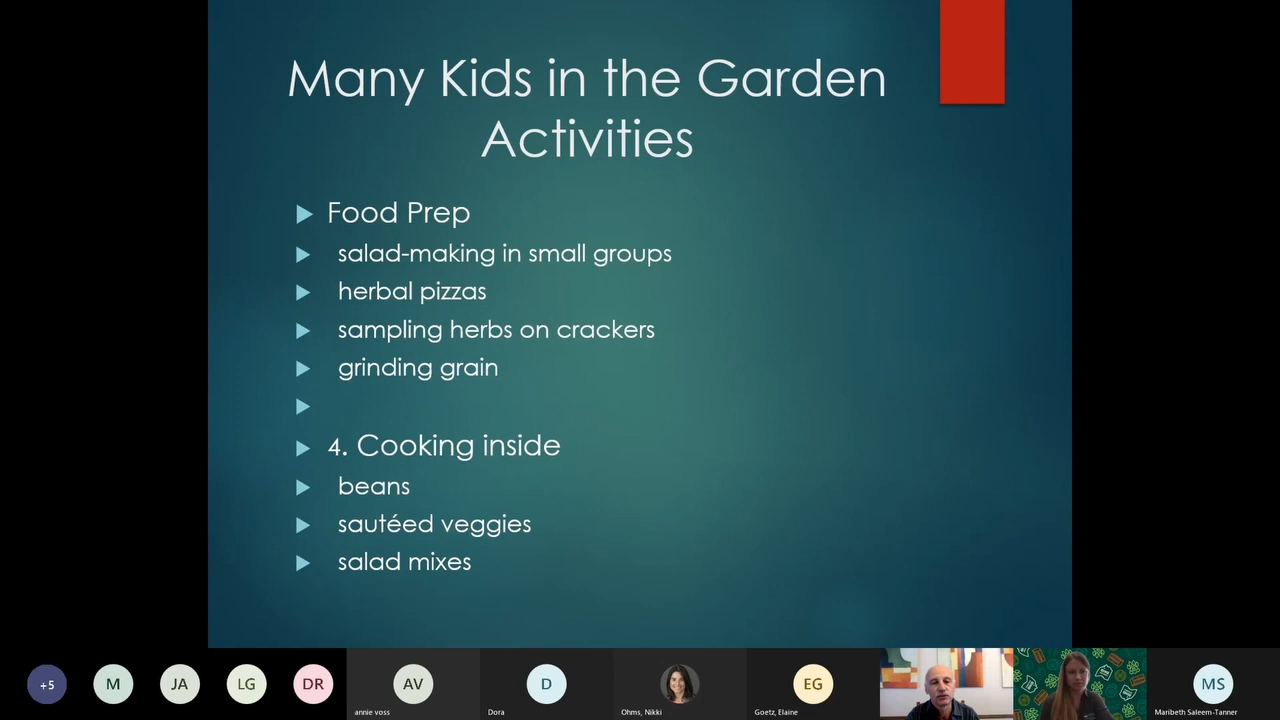 Many Kids in the Garden
Activities
Food Prep
salad-making in small groups
herbal pizzas
sampling herbs on crackers
grinding grain
4. Cooking inside
beans
sautéed veggies
salad mixes
+5
M
JA
LG
DR
AV
D
EG
MS
annie voss
Dora
Ohms, Nikki
Goetz, Elaine
Maribeth Saleem-Tanner